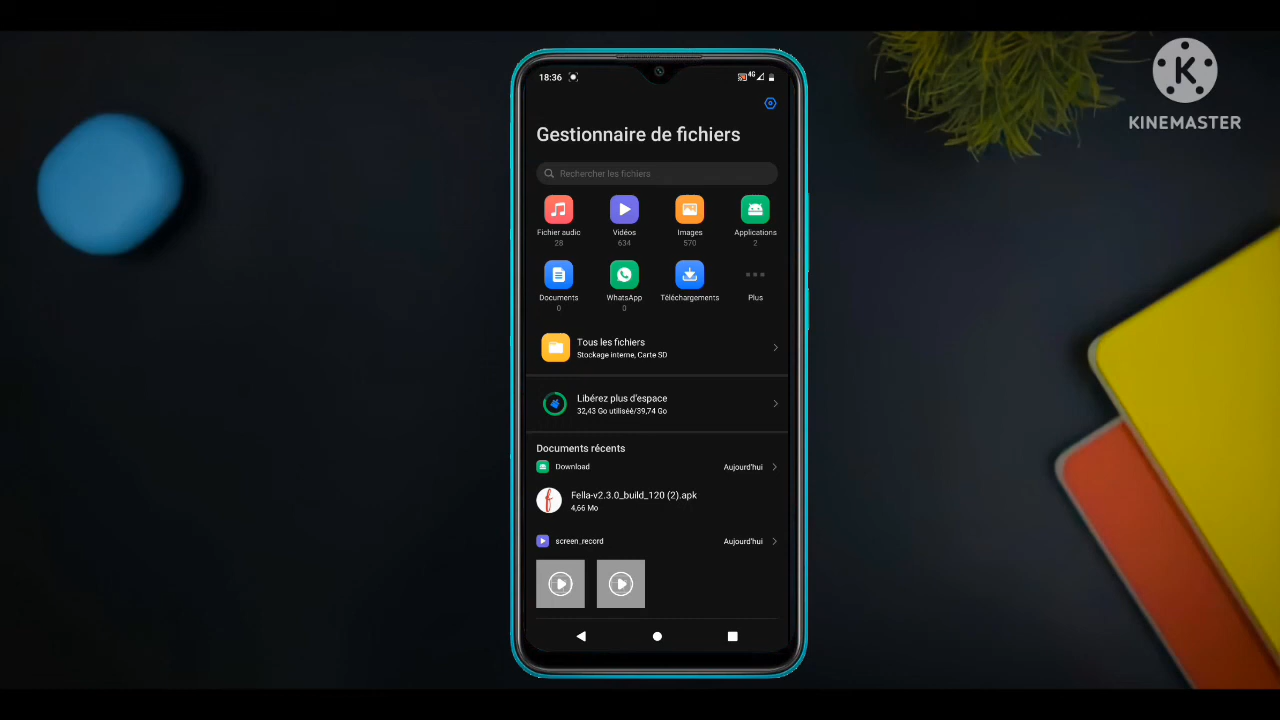 18:36
4G
KINEMASTER
Gestionnaire de fichiers
Rechercher les fichiers
Fichier audio
28
Vidéos
634
Images
570
Applications
2
Documents
0
WhatsApp
0
Téléchargements
Plus
Tous les fichiers
Stockage interne, Carte SD
Libérez plus d'espace
32,43 Go utilisé/39,74 Go
Documents récents
Download
Aujourd'hui
Fella-v2.3.0_build_120 (2).apk
4,66 Mo
screen_record
Aujourd'hui